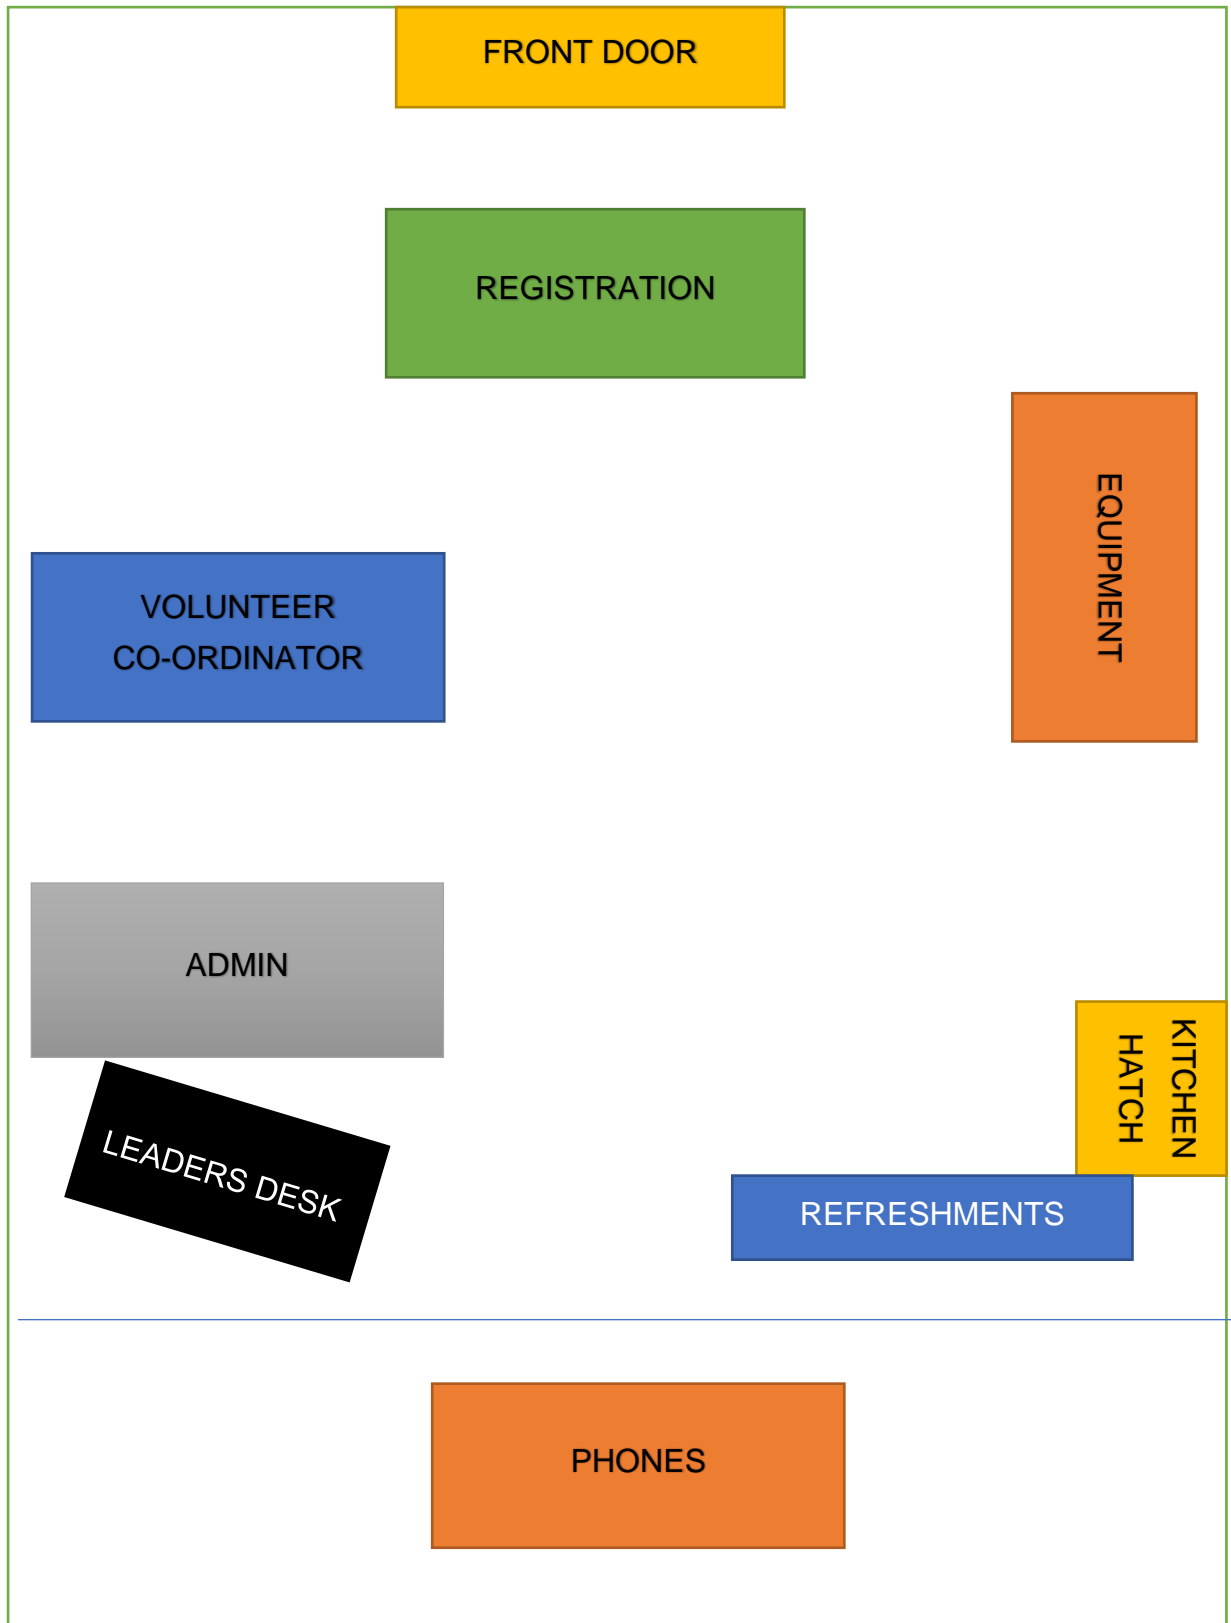 FRONT DOOR
REGISTRATION
EQUIPMENT
VOLUNTEER
CO-ORDINATOR
ADMIN
KITCHEN
HATCH
LEADERS DESK
REFRESHMENTS
PHONES